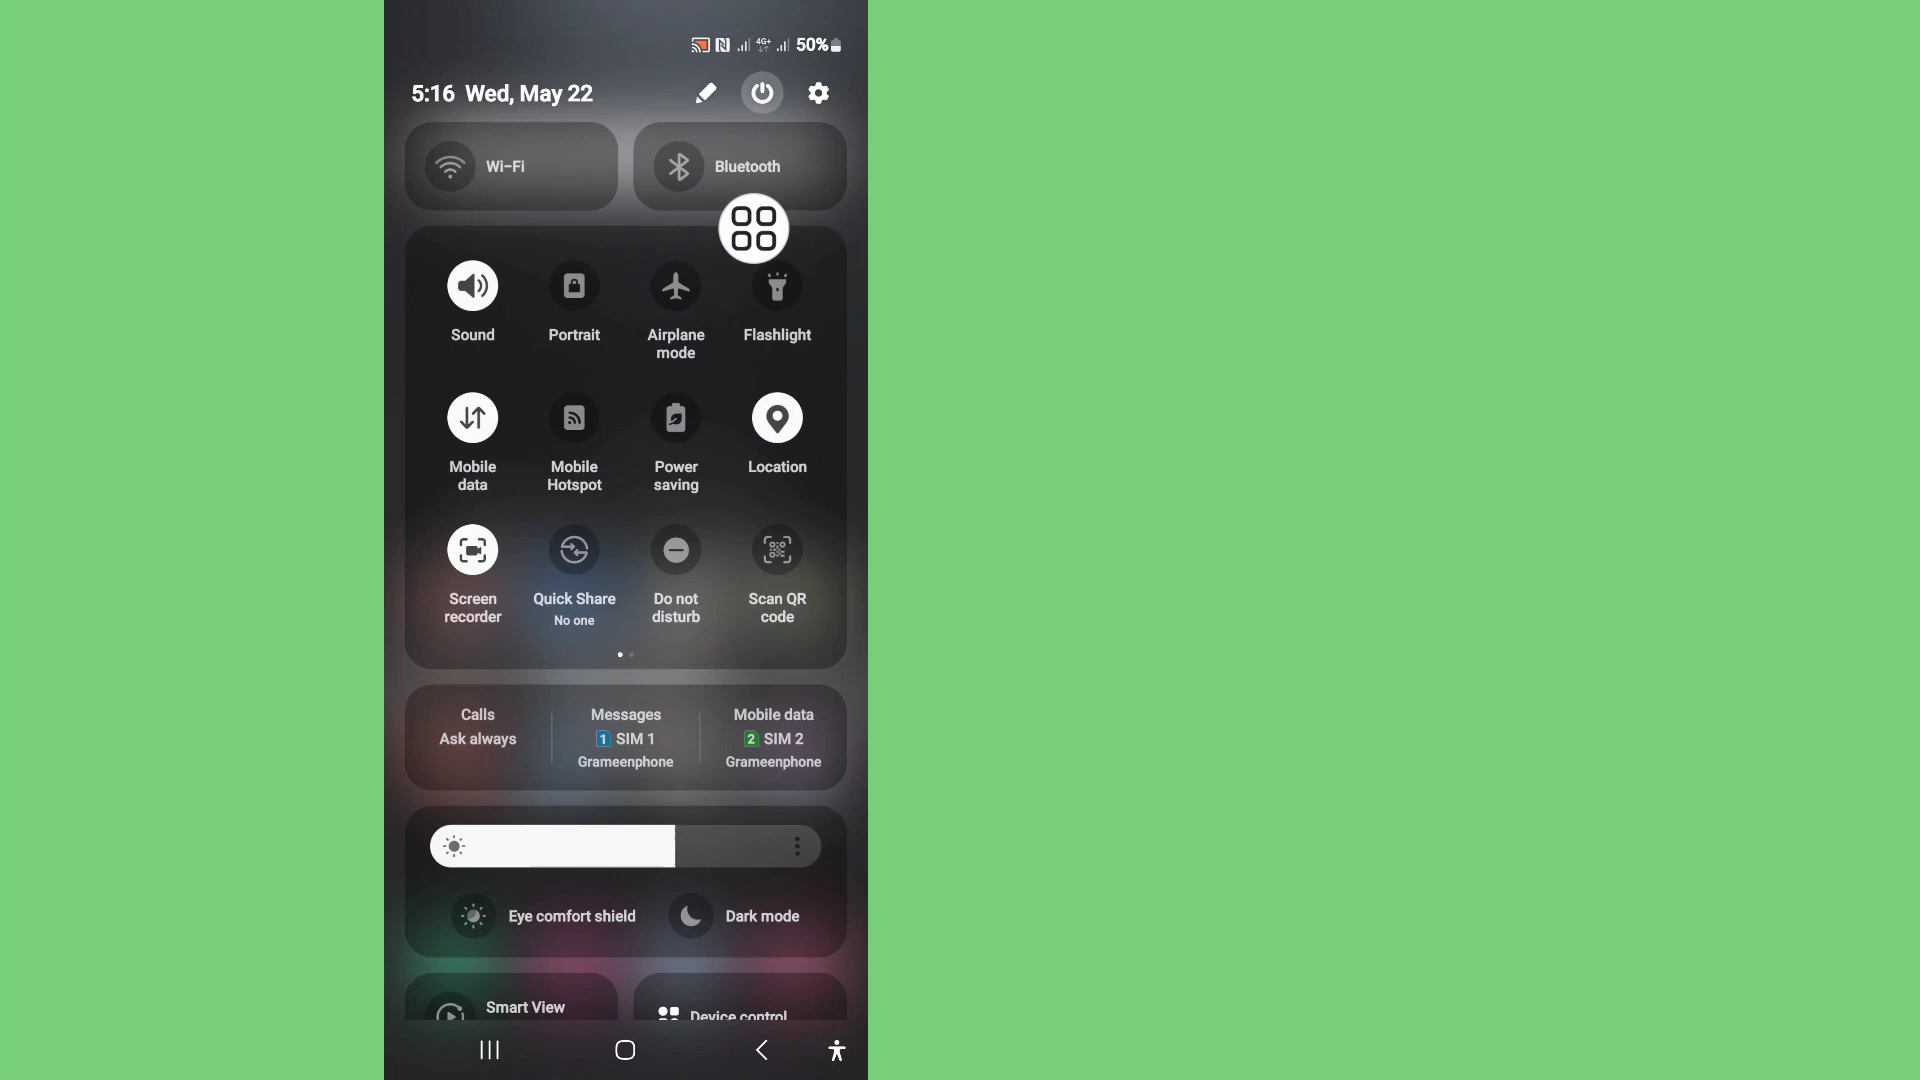 4G+ 50%
5:16 Wed, May 22
Wi-Fi
Bluetooth
Sound
Portrait
Airplane
mode
Flashlight
Mobile
data
Mobile
Hotspot
Power
saving
Location
Screen
recorder
Quick Share
No one
Do not
disturb
Scan QR
code
Calls
Ask always
Messages
1 SIM 1
Grameenphone
Mobile data
2 SIM 2
Grameenphone
Eye comfort shield
Dark mode
Smart View
Device control